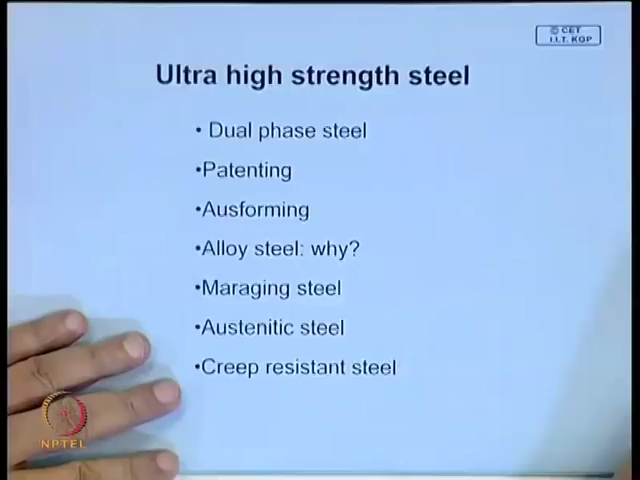 © CET
I.I.T. KGP
Ultra high strength steel
• Dual phase steel
•Patenting
•Ausforming
•Alloy steel: why?
•Maraging steel
•Austenitic steel
•Creep resistant steel
NPTEL